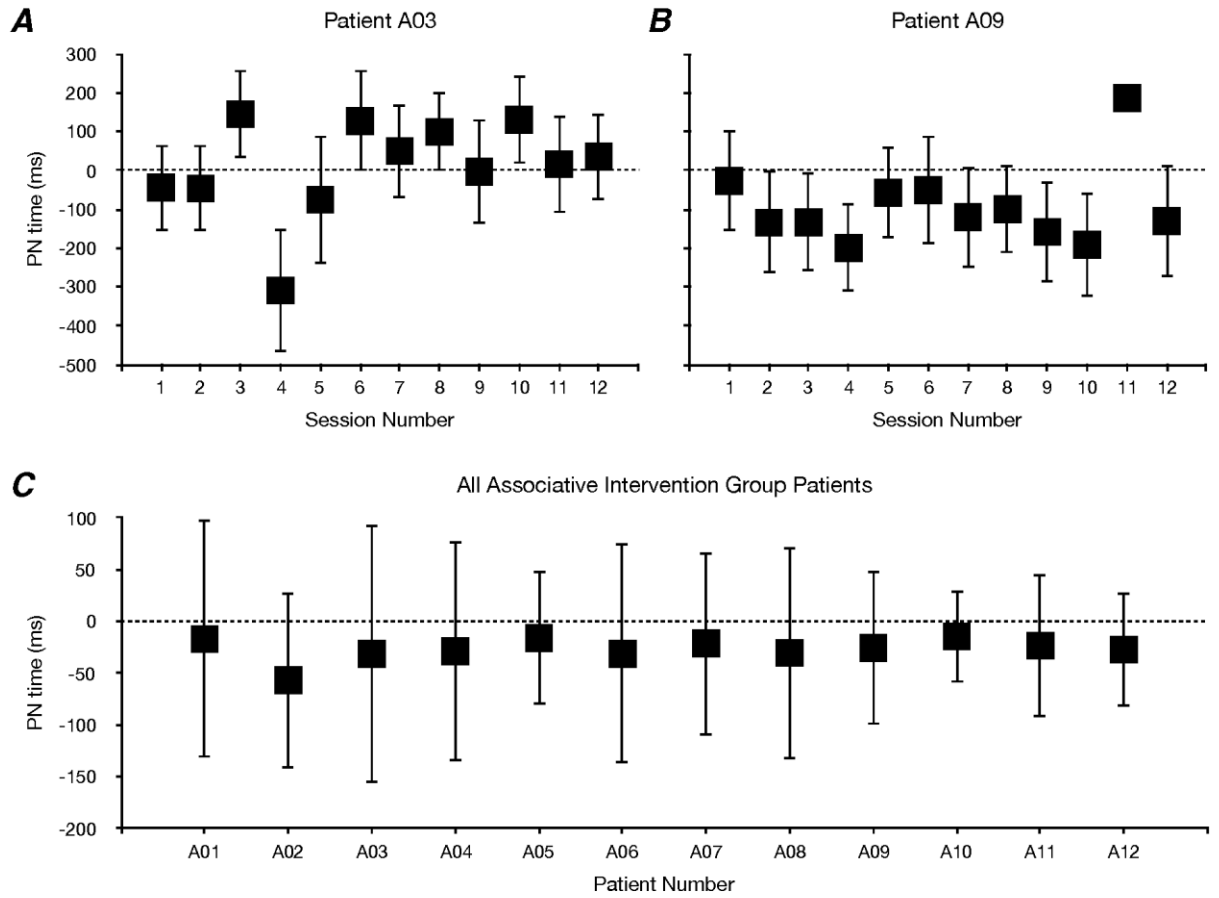 A
Patient A03
B
Patient A09
300
200
100
0
-100
-200
-300
-400
-500
PN time (ms)
1 2 3 4 5 6 7 8 9 10 11 12
Session Number
1 2 3 4 5 6 7 8 9 10 11 12
Session Number
C
All Associative Intervention Group Patients
100
50
0
-50
-100
-150
-200
PN time (ms)
A01 A02 A03 A04 A05 A06 A07 A08 A09 A10 A11 A12
Patient Number